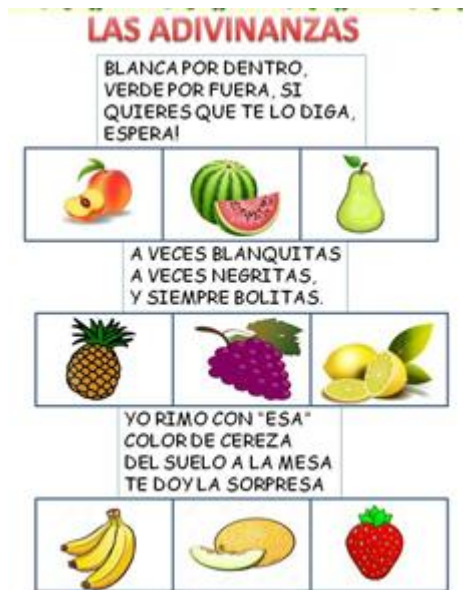 LAS ADIVINANZAS
BLANCA POR DENTRO,
VERDE POR FUERA, SI
QUIERES QUE TE LO DIGA,
ESPERA!
A VECES BLANQUITAS
A VECES NEGRITAS,
Y SIEMPRE BOLITAS.
YO RIMO CON "ESA"
COLOR DE CEREZA
DEL SUELO A LA MESA
TE DOY LA SORPRESA